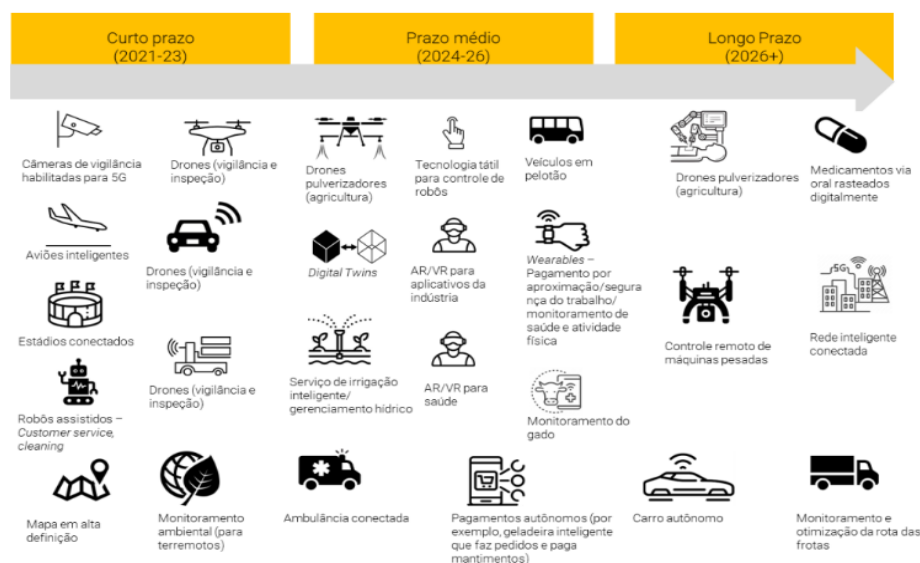 Curto prazo
(2021-23)
Prazo médio
(2024-26)
Longo Prazo
(2026+)
Câmeras de vigilância
habilitadas para 5G
Drones (vigilância e
inspeção)
Drones
pulverizadores
(agricultura)
Tecnologia tátil
para controle de
robôs
Veículos em
pelotão
Drones pulverizadores
(agricultura)
Medicamentos via
oral rasteados
digitalmente
Aviões inteligentes
Drones (vigilância e
inspeção)
Digital Twins
AR/VR para
aplicativos da
indústria
Wearables –
Pagamento por
aproximação/segura
nça do trabalho/
monitoramento de
saúde e atividade
física
Controle remoto de
máquinas pesadas
5G
Rede inteligente
conectada
Estádios conectados
Drones (vigilância e
inspeção)
Serviço de irrigação
inteligente/
gerenciamento hídrico
AR/VR para
saúde
Monitoramento do
gado
Robôs assistidos –
Customer service,
cleaning
Mapa em alta
definição
Monitoramento
ambiental (para
terremotos)
Ambulância conectada
Pagamentos autônomos (por
exemplo, geladeira inteligente
que faz pedidos e paga
mantimentos)
Carro autônomo
Monitoramento e
otimização da rota das
frotas